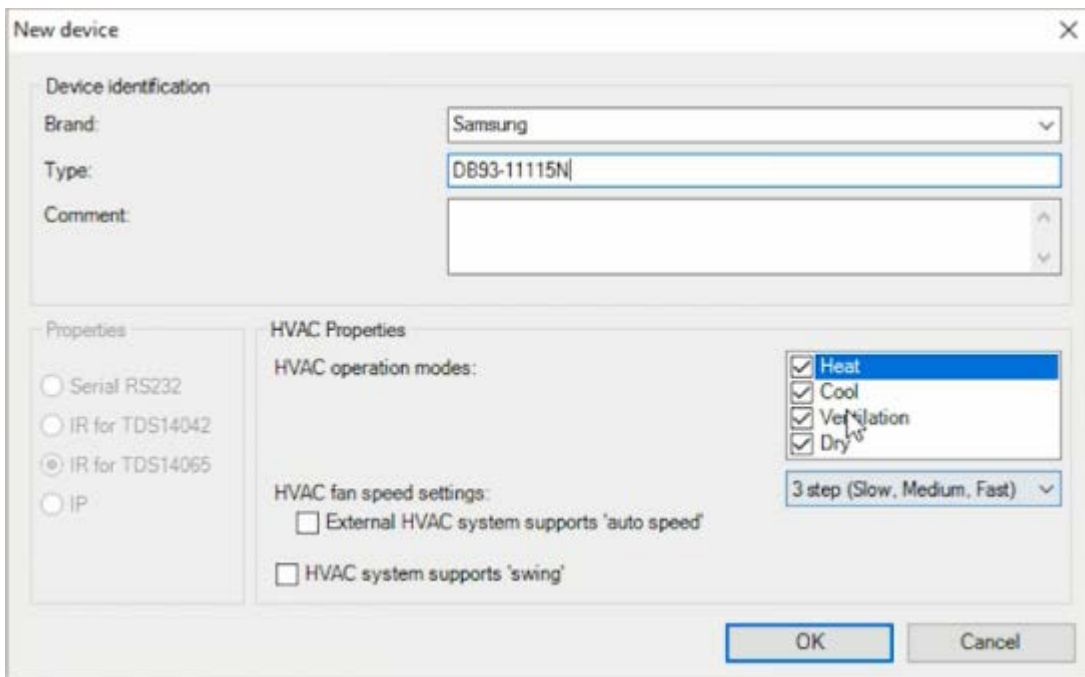 New device
Device identification
Brand:
Samsung
Type:
DB93-11115N
Comment:
Properties
Serial RS232
IR for TDS14042
IR for TDS14065
IP
HVAC Properties
HVAC operation modes:
Heat
Cool
Ventilation
Dry
HVAC fan speed settings:
3 step (Slow, Medium, Fast)
External HVAC system supports 'auto speed'
HVAC system supports 'swing'
OK
Cancel